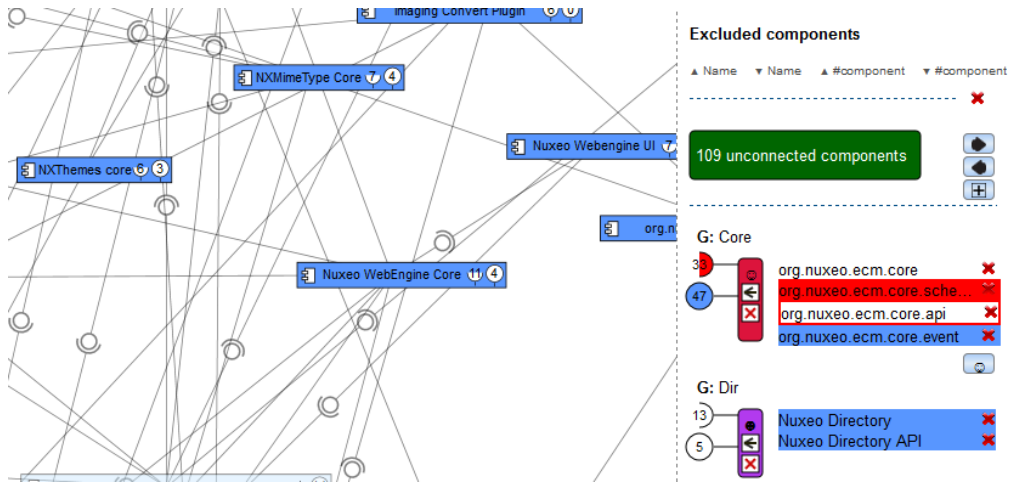 Imaging Convert Plugin 6 0
NXMimeType Core 7 4
NXThemes core 6 3
Nuxeo Webengine UI 7
org.n
Nuxeo WebEngine Core 11 4
Excluded components
▲ Name ▼ Name ▲ #component ▼ #component
109 unconnected components
G: Core
33
47
org.nuxeo.ecm.core
org.nuxeo.ecm.core.sche...
org.nuxeo.ecm.core.api
org.nuxeo.ecm.core.event
G: Dir
13
5
Nuxeo Directory
Nuxeo Directory API